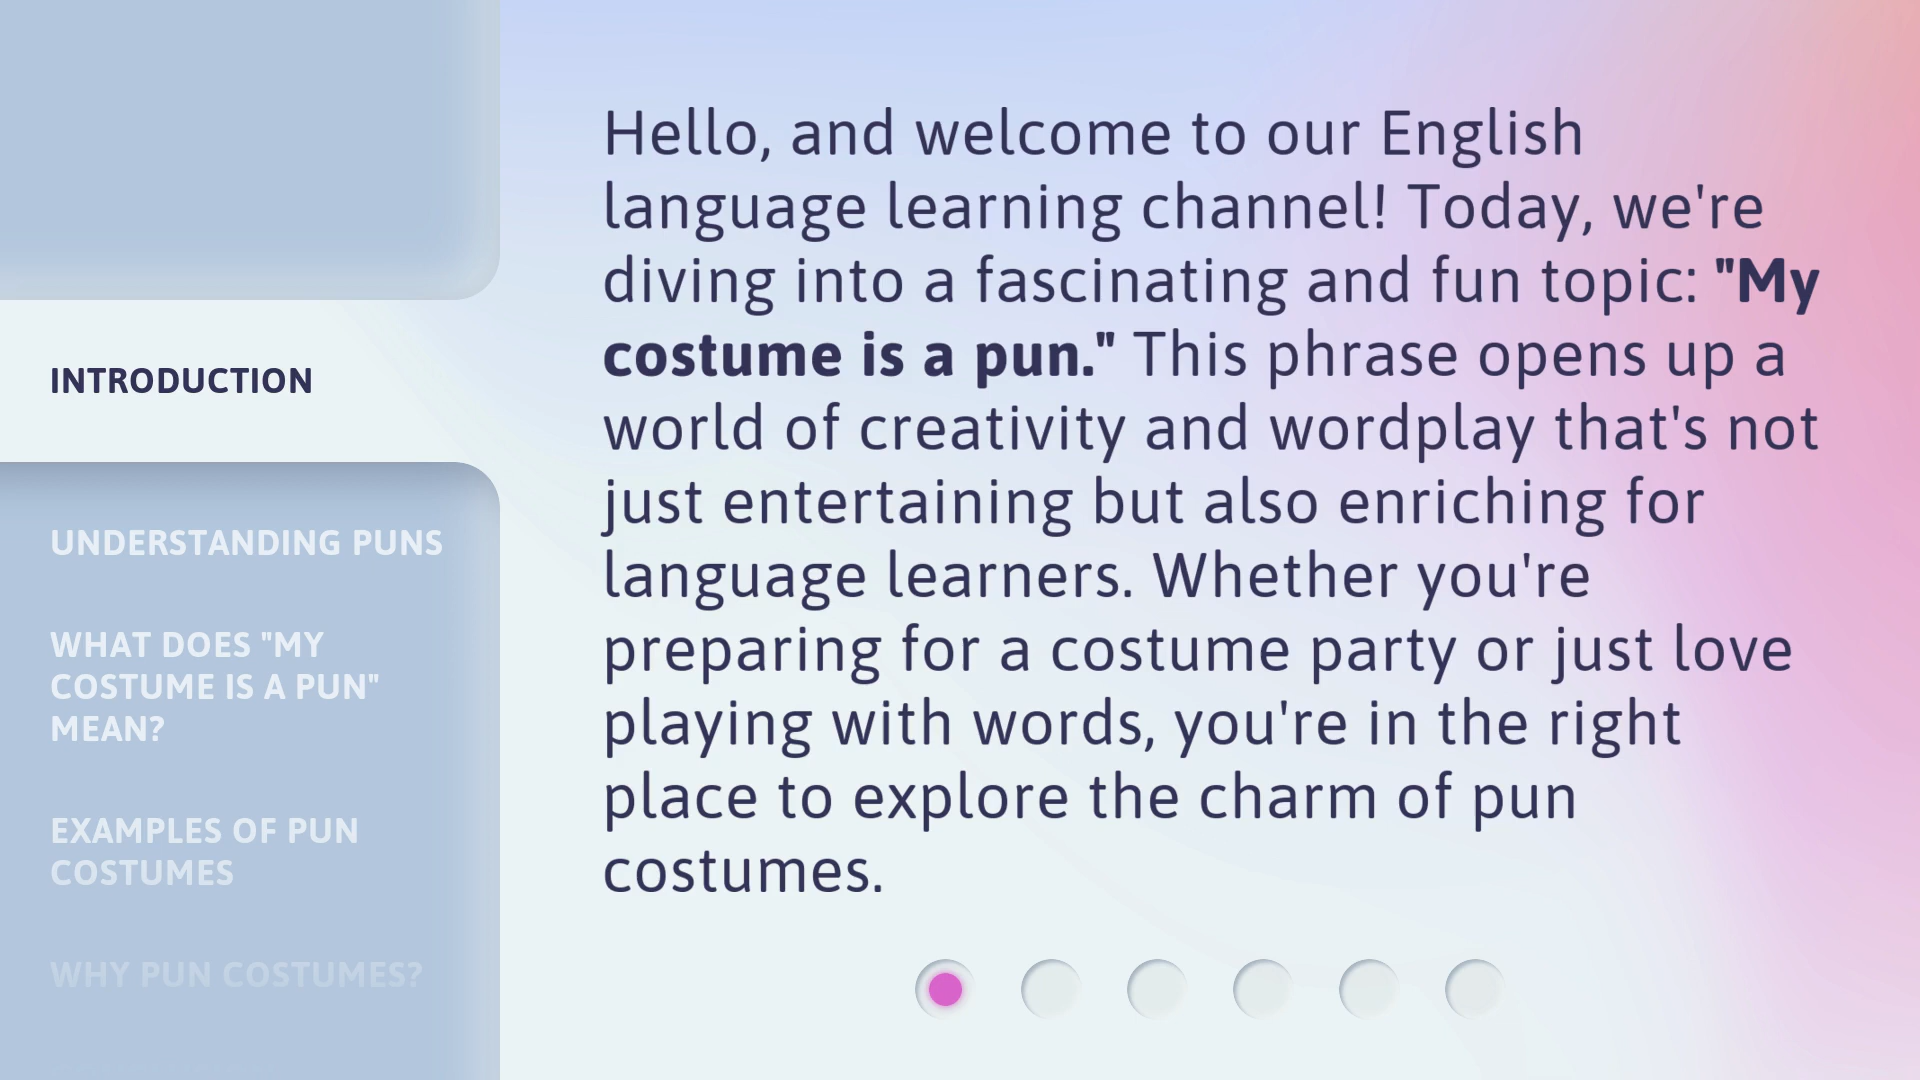 INTRODUCTION
UNDERSTANDING PUNS
WHAT DOES "MY
COSTUME IS A PUN"
MEAN?
EXAMPLES OF PUN
COSTUMES
WHY PUN COSTUMES?
Hello, and welcome to our English
language learning channel! Today, we're
diving into a fascinating and fun topic: "My
costume is a pun." This phrase opens up a
world of creativity and wordplay that's not
just entertaining but also enriching for
language learners. Whether you're
preparing for a costume party or just love
playing with words, you're in the right
place to explore the charm of pun
costumes.